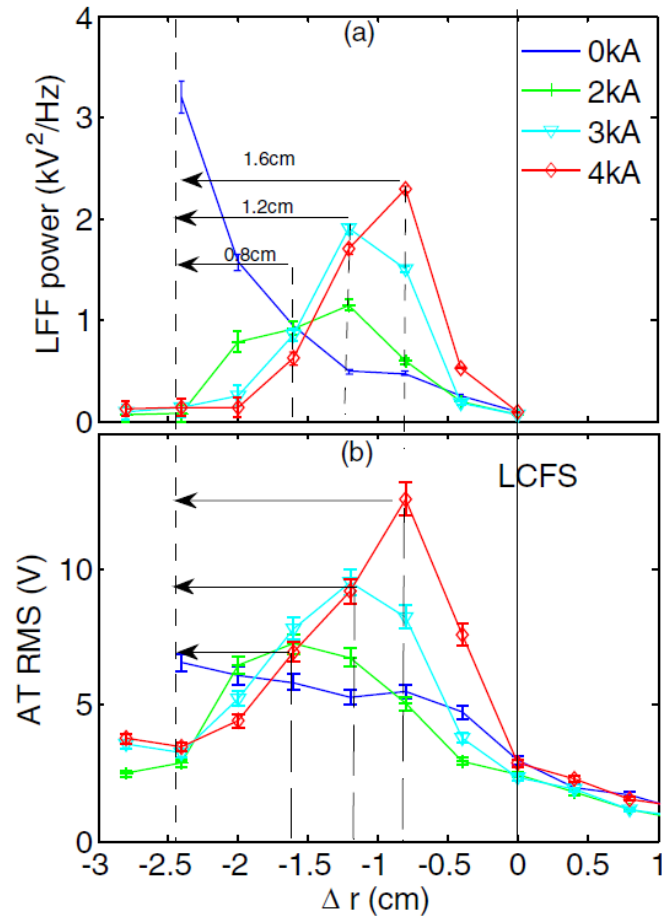 (a)
LFF power (kV²/Hz)
4
3
2
1
0
0kA
2kA
3kA
4kA
1.6cm
1.2cm
0.8cm
(b)
LCFS
AT RMS (V)
10
5
0
-3 -2.5 -2 -1.5 -1 -0.5 0 0.5 1
Δ r (cm)